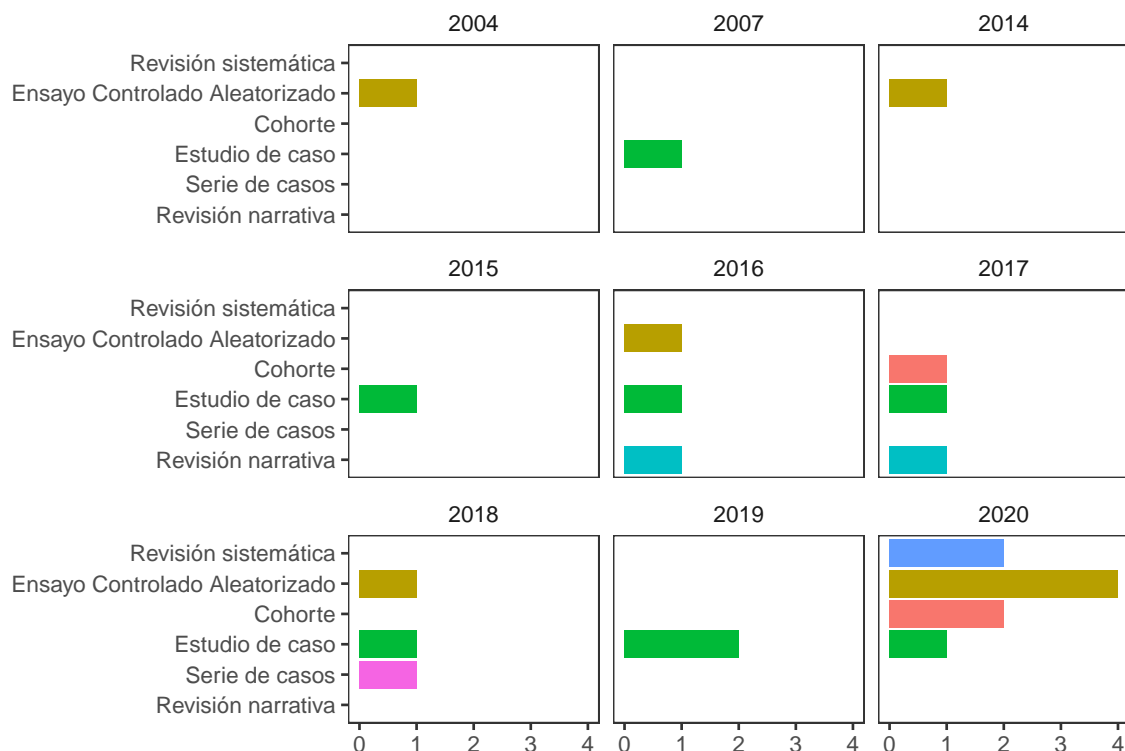 2004 2007 2014
Revisión sistemática
Ensayo Controlado Aleatorizado
Cohorte
Estudio de caso
Serie de casos
Revisión narrativa
2015 2016 2017
Revisión sistemática
Ensayo Controlado Aleatorizado
Cohorte
Estudio de caso
Serie de casos
Revisión narrativa
2018 2019 2020
Revisión sistemática
Ensayo Controlado Aleatorizado
Cohorte
Estudio de caso
Serie de casos
Revisión narrativa
0 1 2 3 4 0 1 2 3 4 0 1 2 3 4